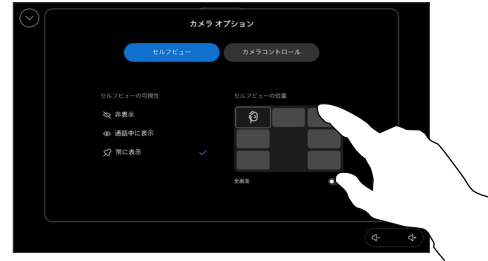 カメラ オプション
セルフビュー
カメラコントロール
セルフビューの可視性
セルフビューの位置
非表示
通話中に表示
常に表示
全画面